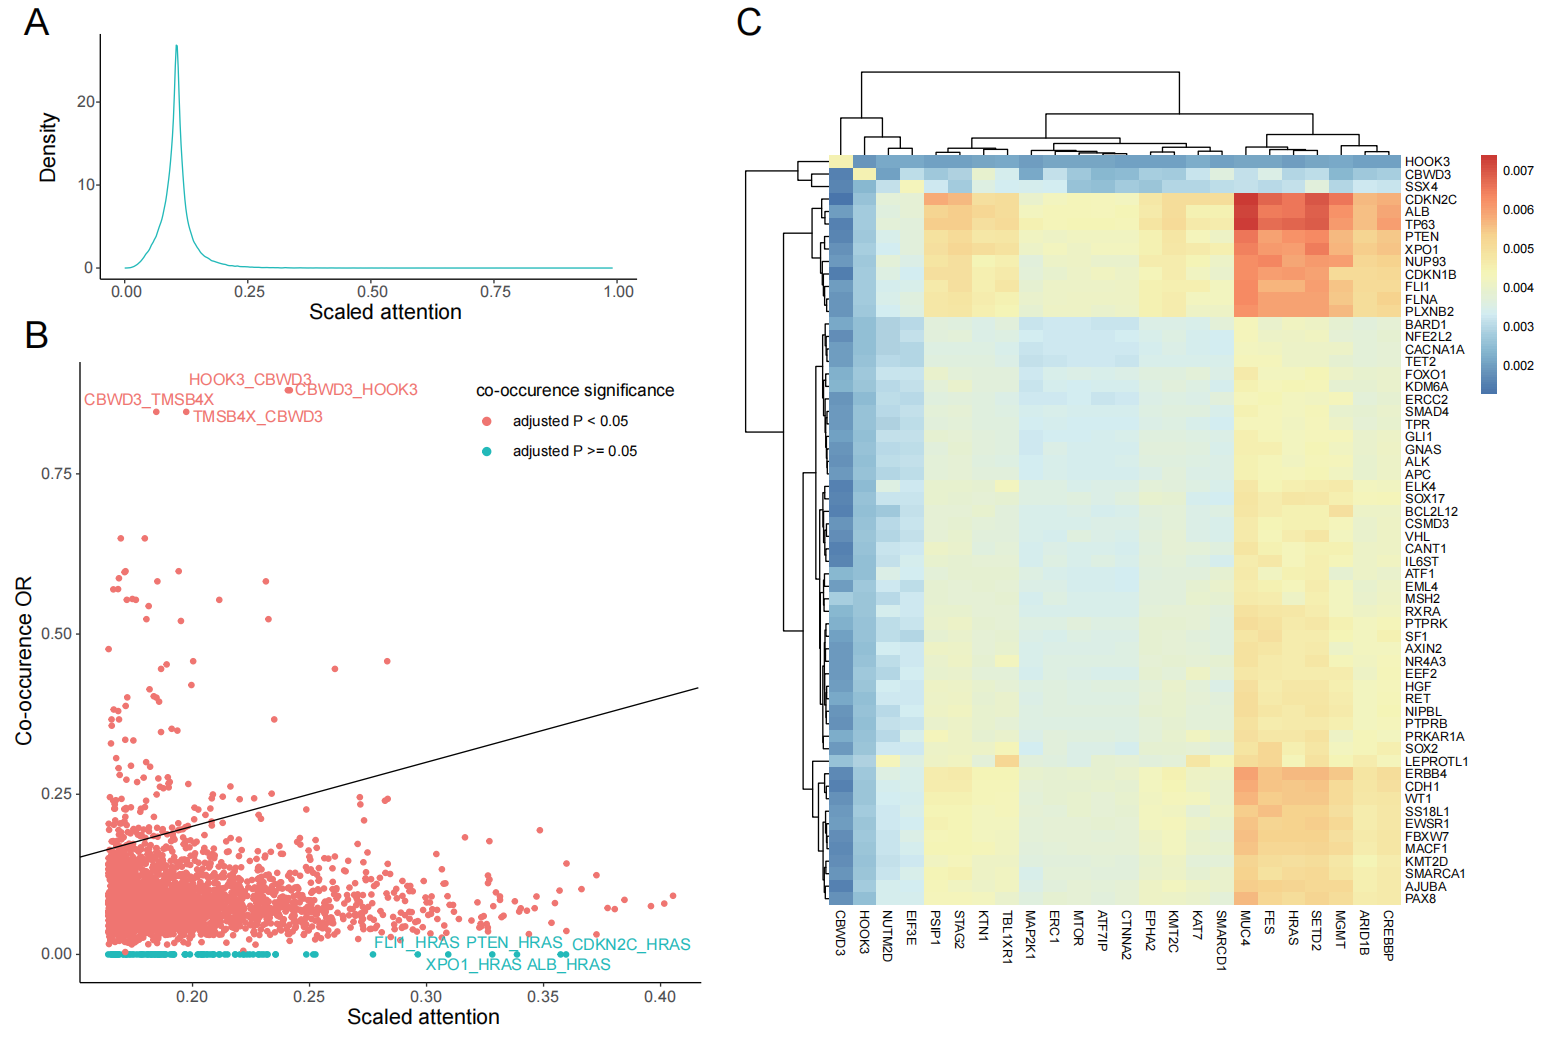 A
Density
20
10
0
0.00
0.25
0.50
0.75
1.00
Scaled attention
B
Co-occurence OR
0.75
0.50
0.25
0.00
HOOK3_CBWD3
CBWD3_HOOK3
CBWD3_TMSB4X
TMSB4X_CBWD3
co-occurence significance
adjusted P < 0.05
adjusted P >= 0.05
FLI1_HRAS PTEN_HRAS CDKN2C_HRAS
XPO1_HRAS ALB_HRAS
0.20
0.25
0.30
0.35
0.40
Scaled attention
C
HOOK3
CBWD3
SSX4
CDKN2C
ALB
TP63
PTEN
XPO1
NUP93
CDKN1B
FLI1
FLNA
PLXNB2
BARD1
NFE2L2
CACNA1A
TET2
FOXO1
KDM6A
ERCC2
SMAD4
TPR
GLI1
GNAS
ALK
APC
ELK4
SOX17
BCL2L12
CSMD3
VHL
CANT1
IL6ST
ATF1
EML4
MSH2
RXRA
PTPRK
SF1
AXIN2
NR4A3
EEF2
HGF
RET
NIPBL
PTPRB
PRKAR1A
SOX2
LEPROTL1
ERBB4
CDH1
WT1
SS18L1
EWSR1
FBXW7
MACF1
KMT2D
SMARCA1
AJUBA
PAX8
CBWD3
HOOK3
NUTM2D
EIF3E
PSIP1
STAG2
KTN1
TBL1XR1
MAP2K1
ERC1
MTOR
ATF7IP
CTNNA2
EPHA2
KMT2C
KAT7
SMARCD1
MUC4
FES
HRAS
SETD2
MGMT
ARID1B
CREBBP
0.007
0.006
0.005
0.004
0.003
0.002